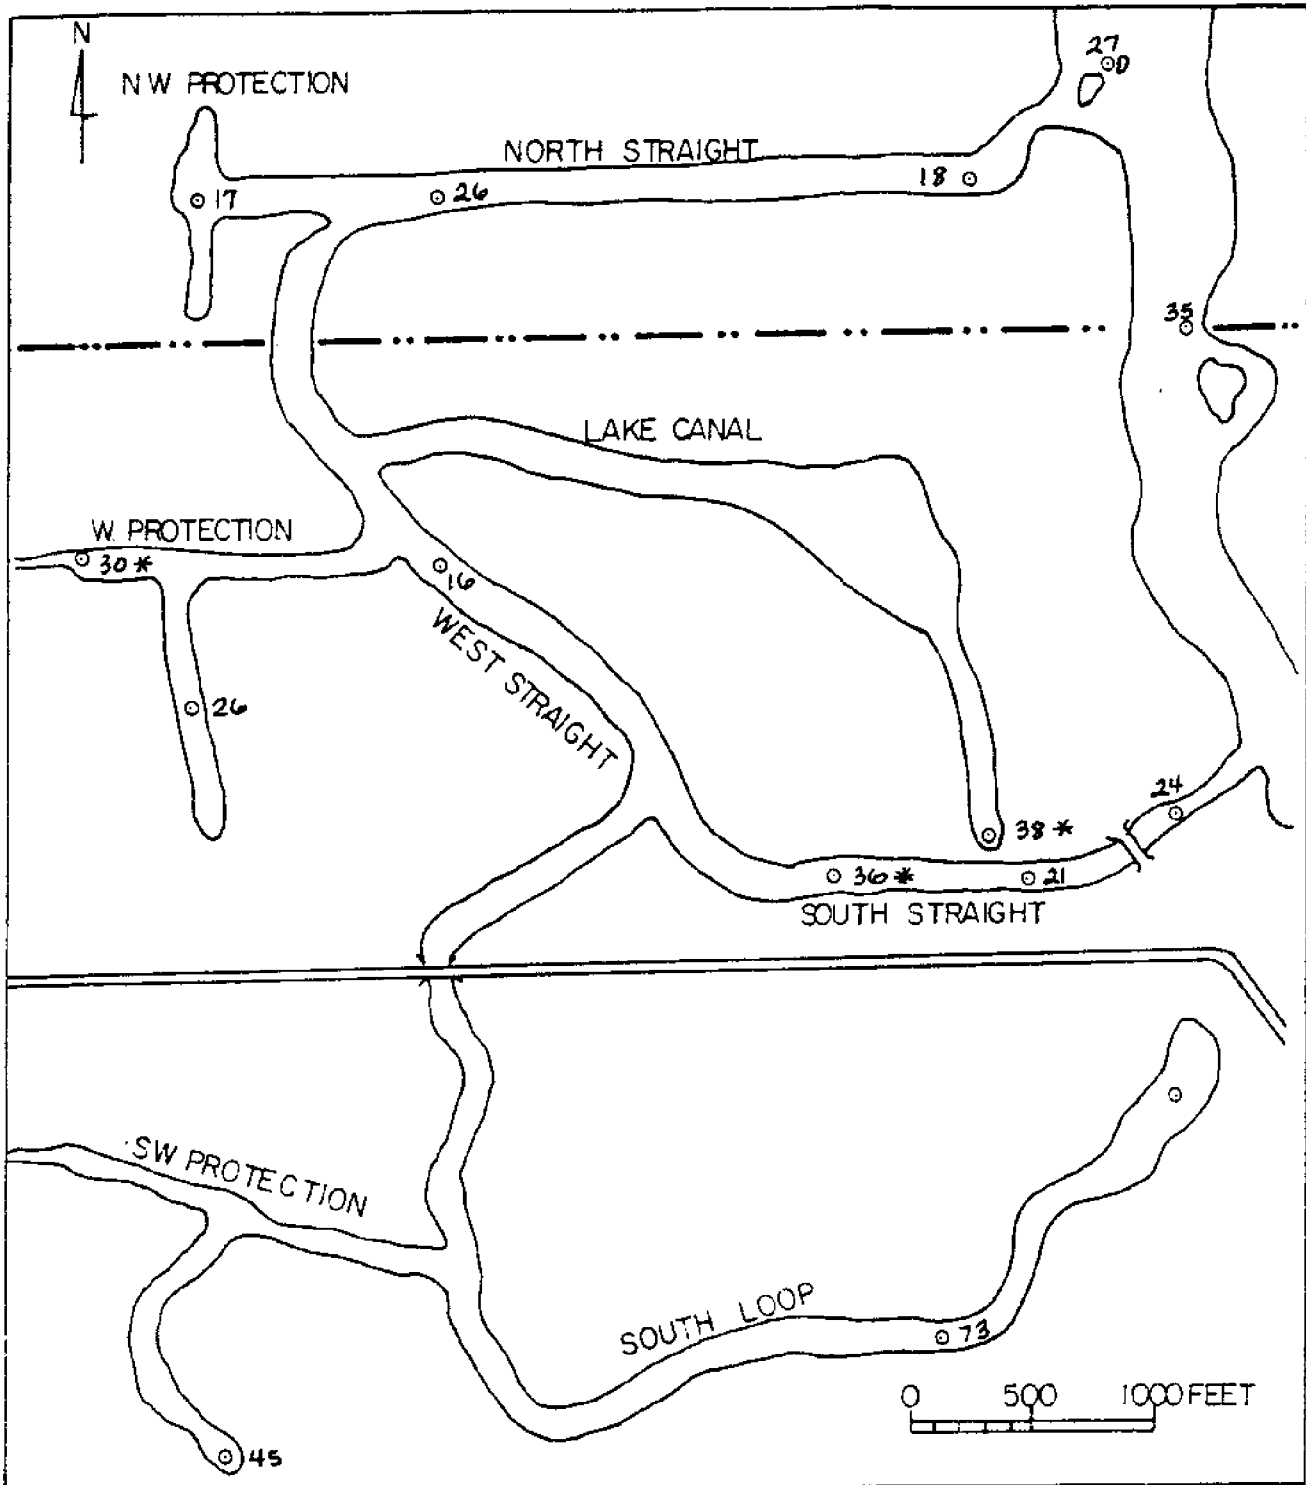 N
27
D
NW PROTECTION
NORTH STRAIGHT
17
26
18
35
LAKE CANAL
W. PROTECTION
30*
16
WEST STRAIGHT
26
24
38*
36*
21
SOUTH STRAIGHT
SW PROTECTION
SOUTH LOOP
73
0 500 1000 FEET
45